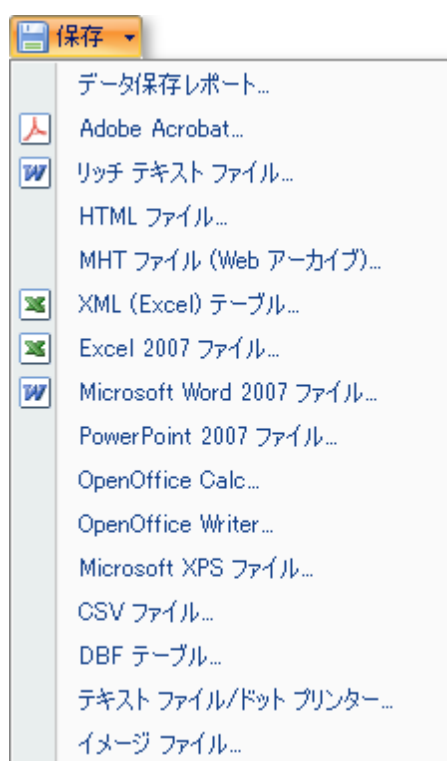 保存
データ保存レポート...
Adobe Acrobat...
リッチ テキスト ファイル...
HTML ファイル...
MHT ファイル (Web アーカイブ)...
XML (Excel) テーブル...
Excel 2007 ファイル...
Microsoft Word 2007 ファイル...
PowerPoint 2007 ファイル...
OpenOffice Calc...
OpenOffice Writer...
Microsoft XPS ファイル...
CSV ファイル...
DBF テーブル...
テキスト ファイル/ドット プリンター...
イメージ ファイル...